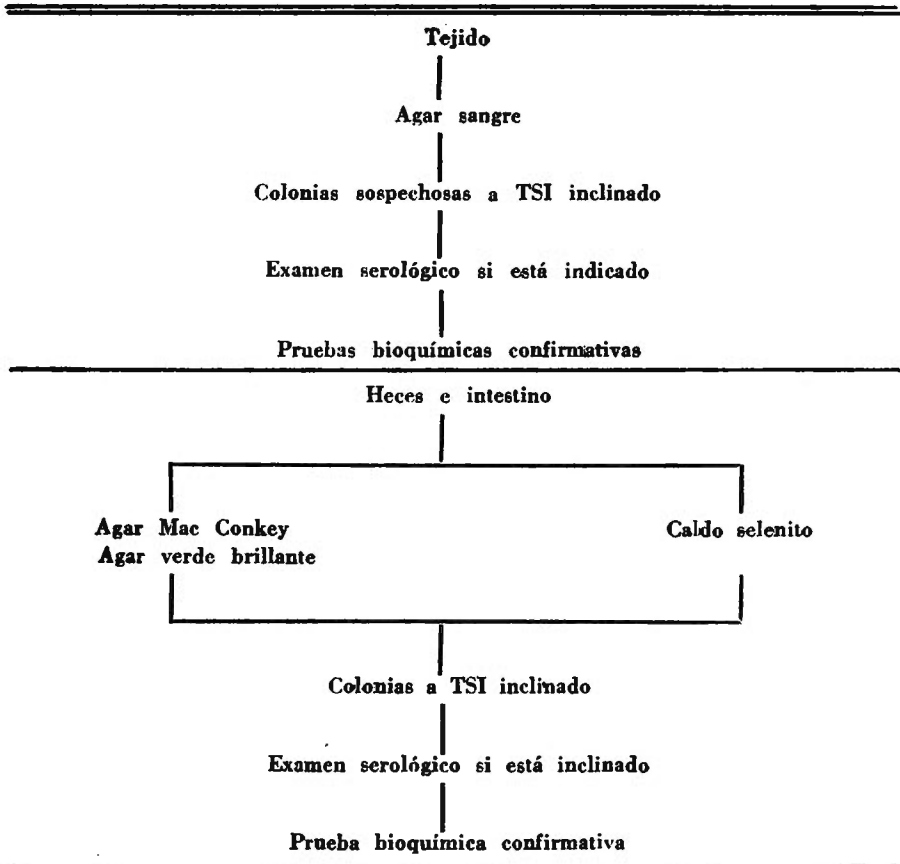 Tejido
Agar sangre
Colonias sospechosas a TSI inclinado
Examen serológico si está indicado
Pruebas bioquímicas confirmativas
Heces e intestino
Agar Mac Conkey
Agar verde brillante
Caldo selenito
Colonias a TSI inclinado
Examen serológico si está inclinado
Prueba bioquímica confirmativa